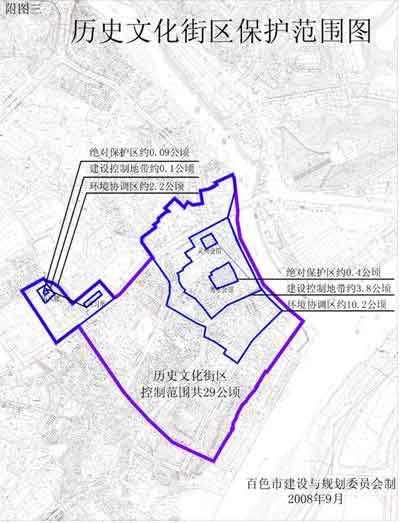 附图三
历史文化街区保护范围图
绝对保护区约0.09公顷
建设控制地带约0.1公顷
环境协调区约2.2公顷
绝对保护区约0.4公顷
建设控制地带约3.8公顷
环境协调区约10.2公顷
历史文化街区
控制范围共29公顷
百色市建设与规划委员会制
2008年9月